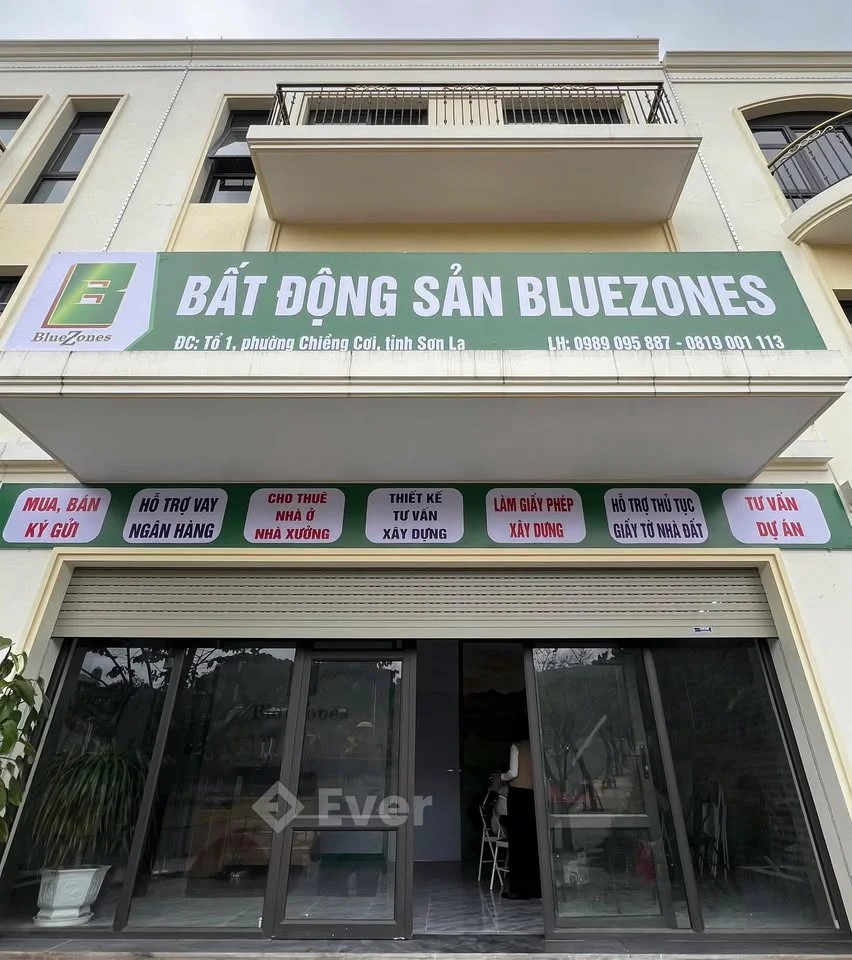 BlueZones
BẤT ĐỘNG SẢN BLUEZONES
ĐC: Tổ 1, phường Chiềng Cơi, tỉnh Sơn La
LH: 0989 095 887 - 0819 001 113
MUA, BÁN
KÝ GỬI
HỖ TRỢ VAY
NGÂN HÀNG
CHO THUÊ
NHÀ Ở
NHÀ XƯỞNG
THIẾT KẾ
TƯ VẤN
XÂY DỰNG
LÀM GIẤY PHÉP
XÂY DỰNG
HỖ TRỢ THỦ TỤC
GIẤY TỜ NHÀ ĐẤT
TƯ VẤN
DỰ ÁN
BlueZones
Ever